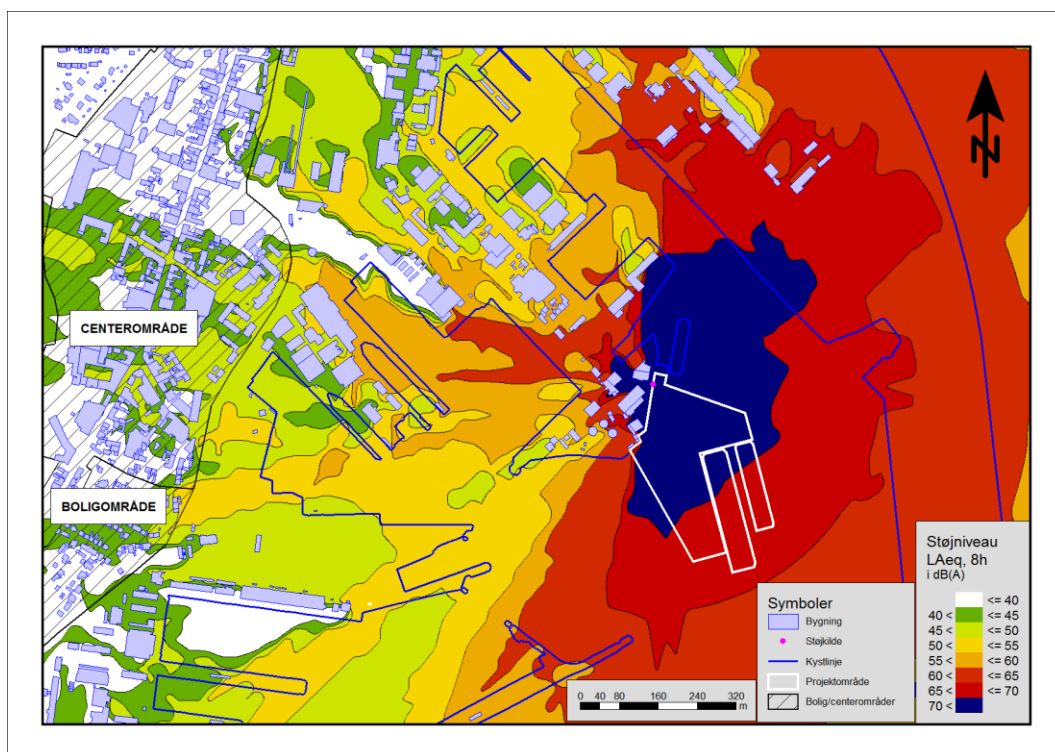 N
CENTEROMRÅDE
BOLIGOMRÅDE
Støjniveau
LAeq, 8h
i dB(A)
<= 40
40 < <= 45
45 < <= 50
50 < <= 55
55 < <= 60
60 < <= 65
65 < <= 70
70 <
Symboler
Bygning
Støjkilde
Kystlinje
Projektområde
Bolig/centerområder
0 40 80 160 240 320
m